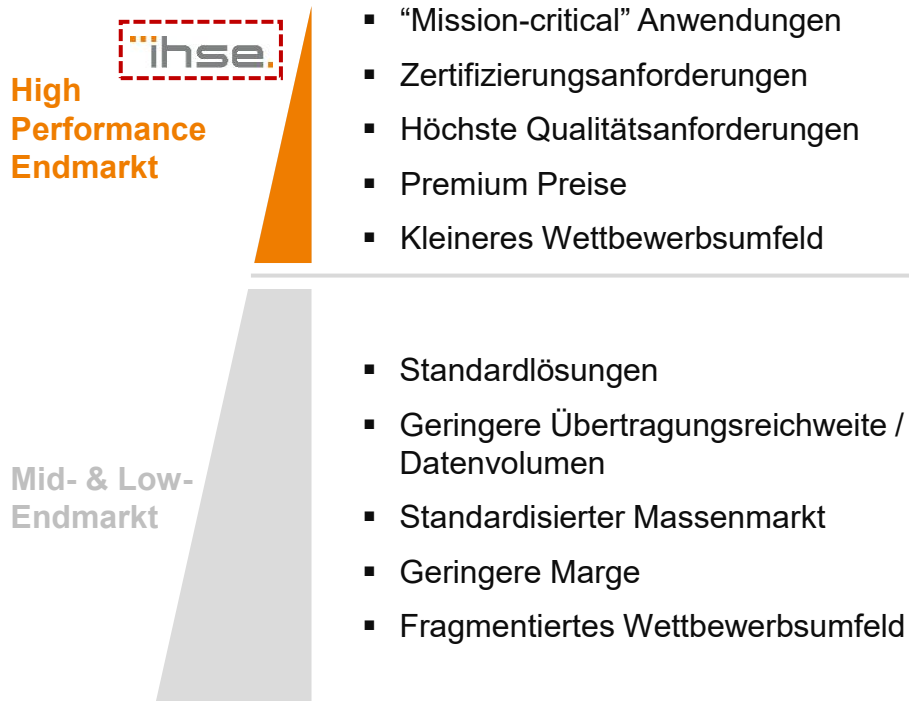 ihse.
High
Performance
Endmarkt
▪ “Mission-critical” Anwendungen
▪ Zertifizierungsanforderungen
▪ Höchste Qualitätsanforderungen
▪ Premium Preise
▪ Kleineres Wettbewerbsumfeld
Mid- & Low-
Endmarkt
▪ Standardlösungen
▪ Geringere Übertragungsreichweite /
Datenvolumen
▪ Standardisierter Massenmarkt
▪ Geringere Marge
▪ Fragmentiertes Wettbewerbsumfeld